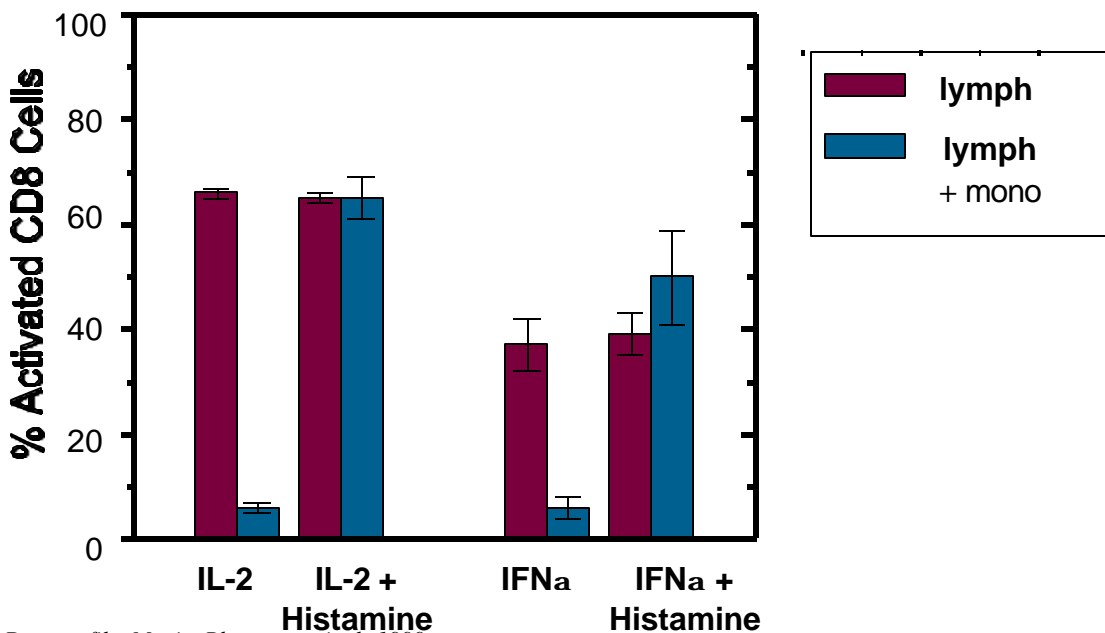 % Activated CD8 Cells
100
80
60
40
20
0
IL-2
IL-2 +
Histamine
IFNa
IFNa +
Histamine
lymph
lymph
+ mono